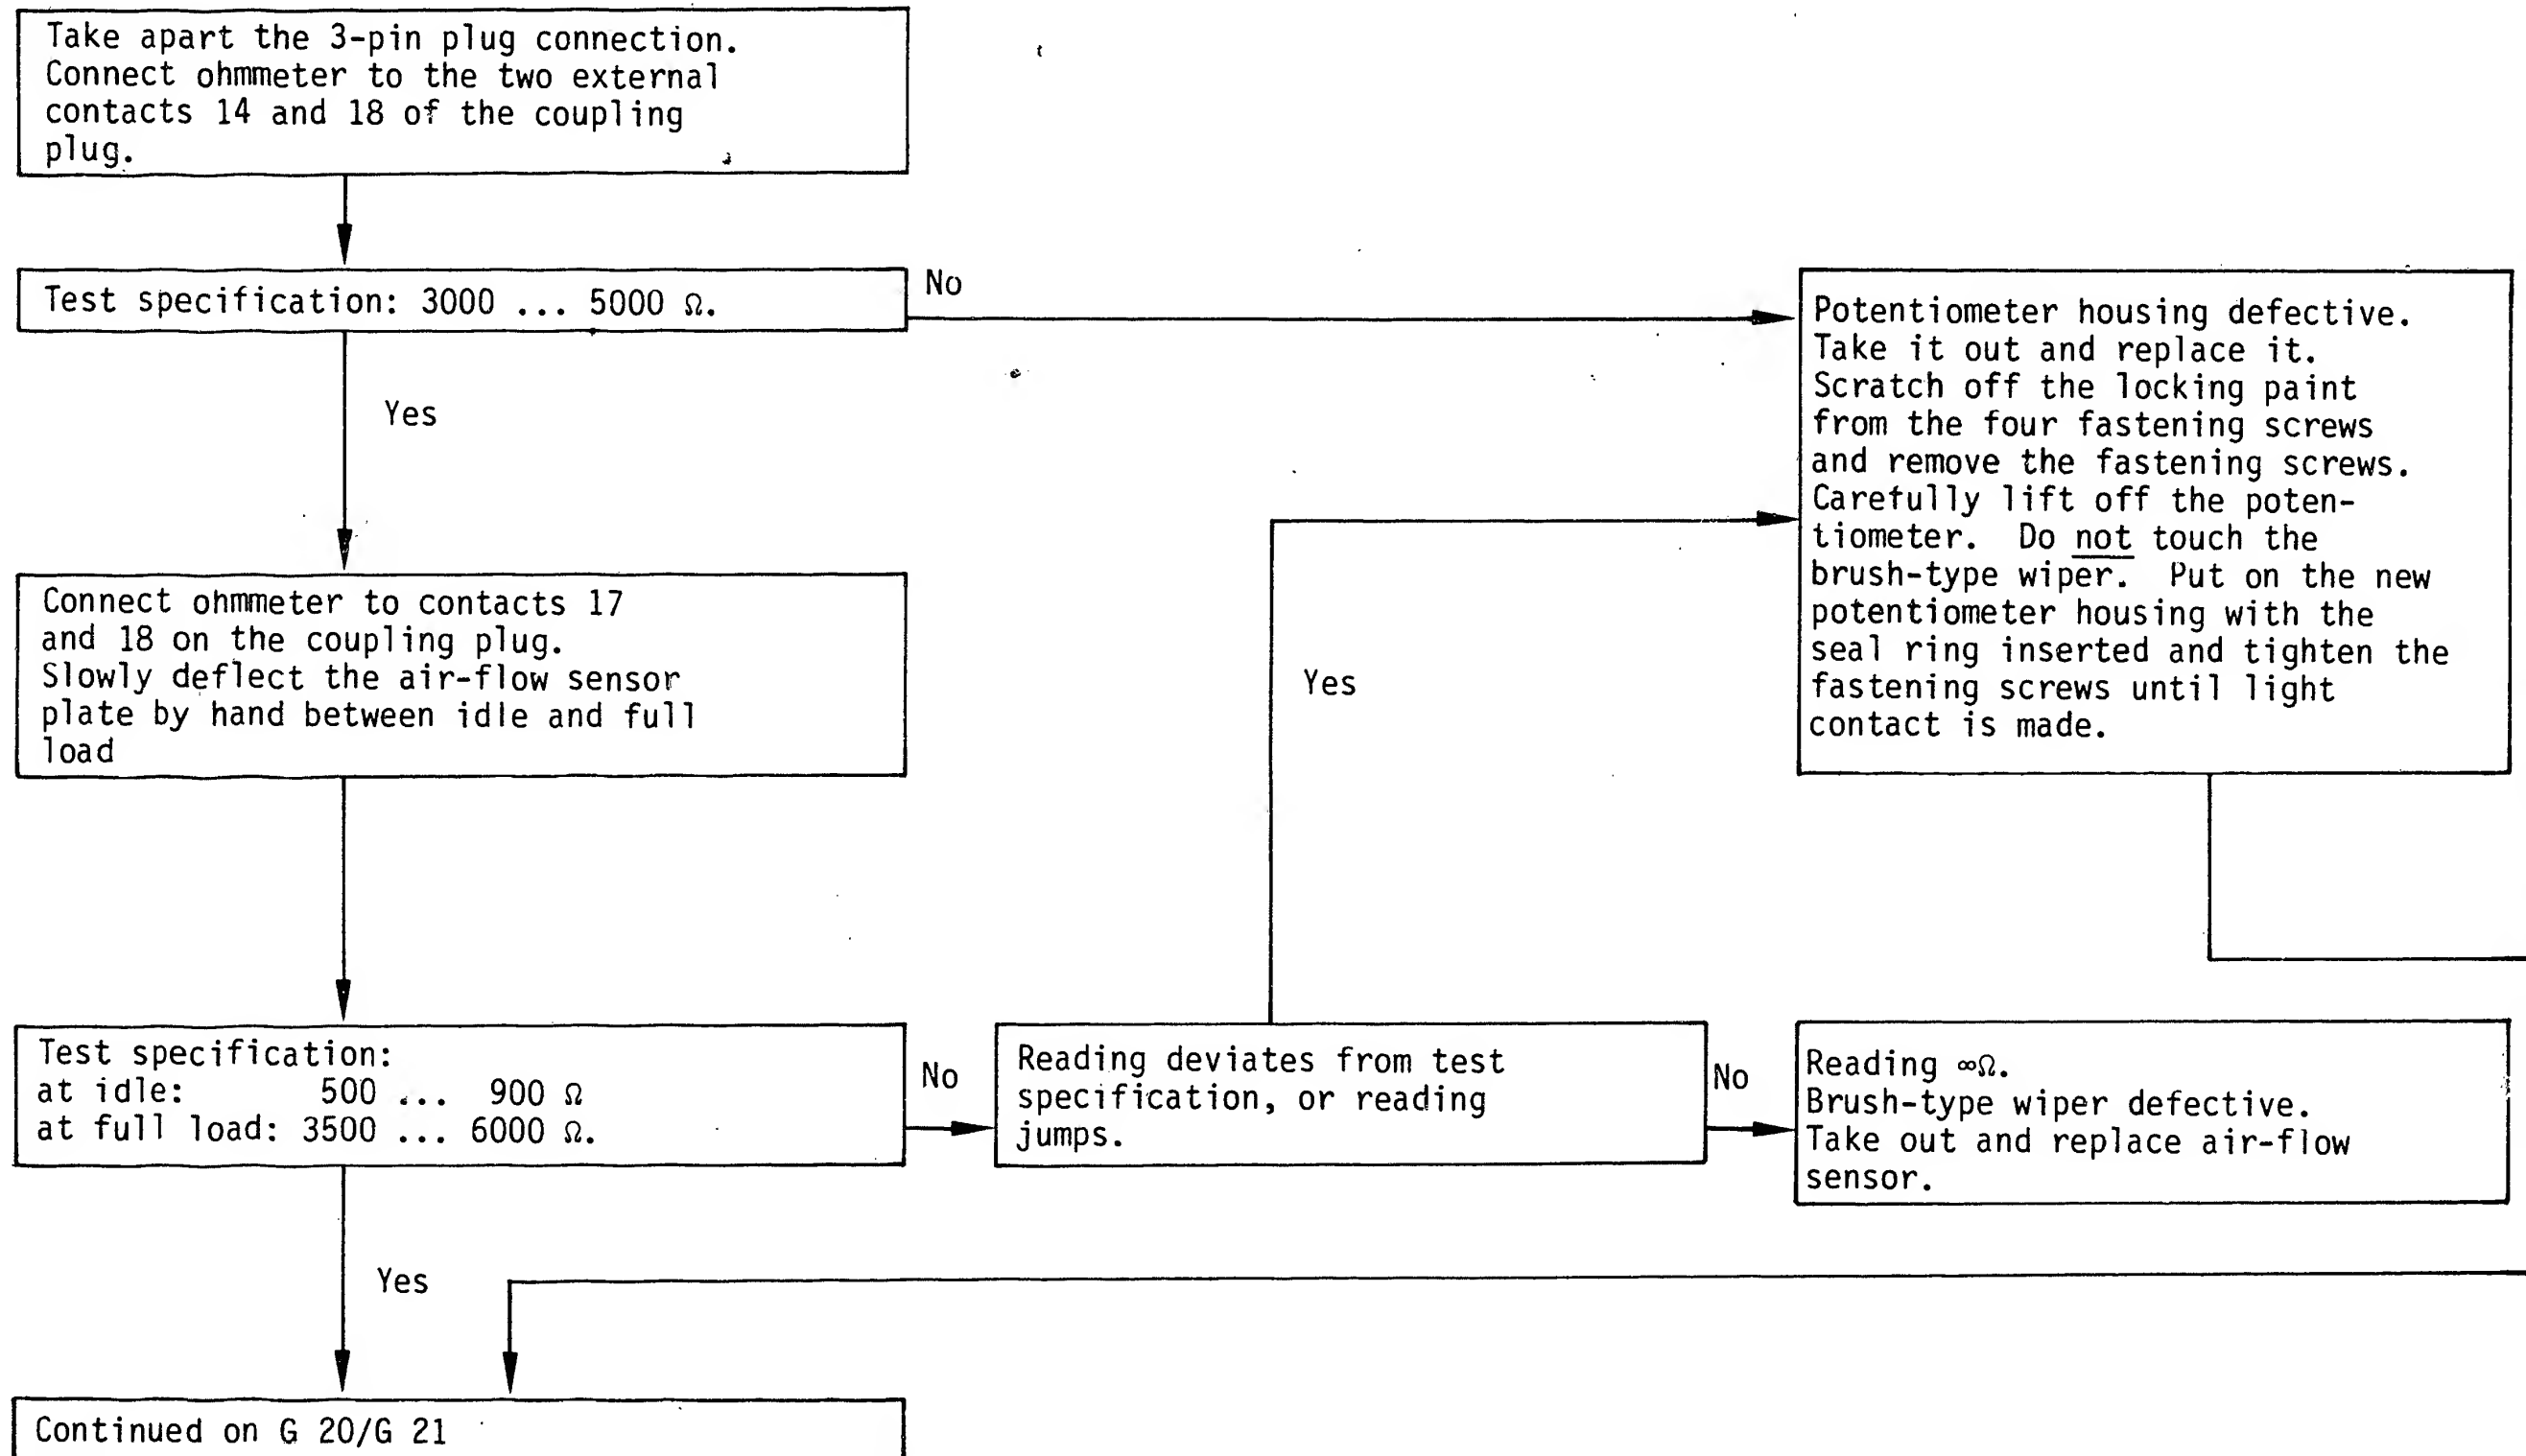 Take apart the 3-pin plug connection.
Connect ohmmeter to the two external
contacts 14 and 18 of the coupling
plug.
Test specification: 3000 ... 5000 Ω.
No
Yes
Potentiometer housing defective.
Take it out and replace it.
Scratch off the locking paint
from the four fastening screws
and remove the fastening screws.
Carefully lift off the poten-
tiometer. Do not touch the
brush-type wiper. Put on the new
potentiometer housing with the
seal ring inserted and tighten the
fastening screws until light
contact is made.
Connect ohmmeter to contacts 17
and 18 on the coupling plug.
Slowly deflect the air-flow sensor
plate by hand between idle and full
load
Yes
Test specification:
at idle: 500 ... 900 Ω
at full load: 3500 ... 6000 Ω.
No
Reading deviates from test
specification, or reading
jumps.
No
Reading ∞Ω.
Brush-type wiper defective.
Take out and replace air-flow
sensor.
Yes
Continued on G 20/G 21